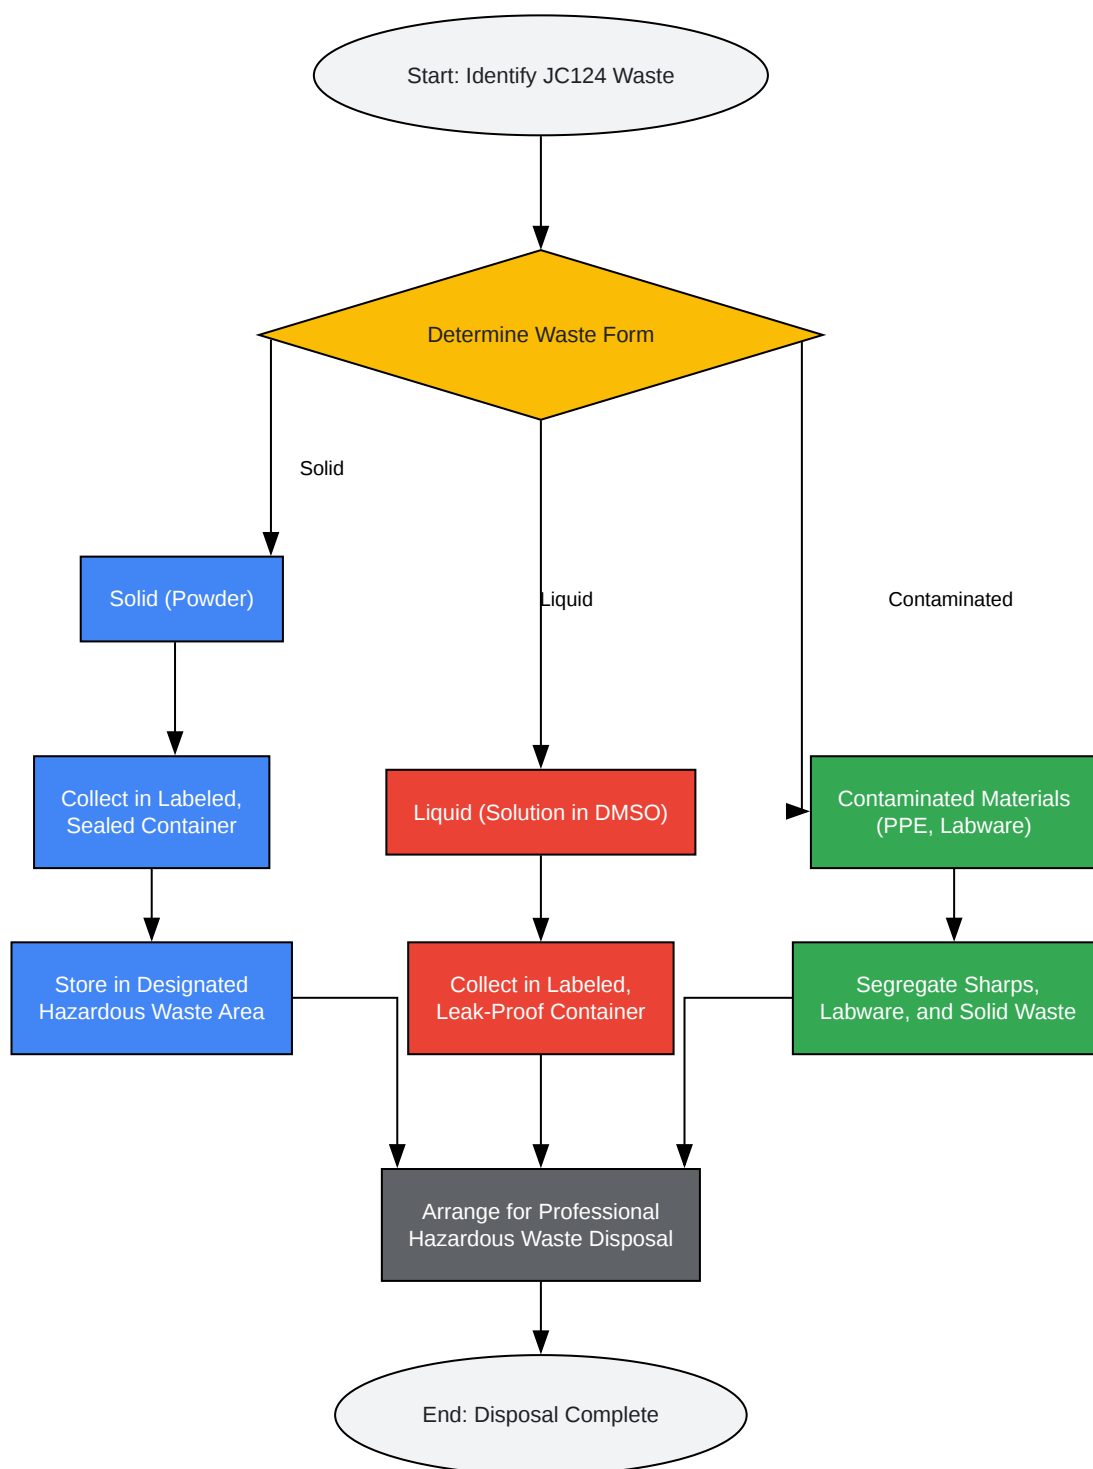 Start: Identify JC124 Waste
Determine Waste Form
Solid
Solid (Powder)
Liquid
Contaminated
Collect in Labeled,
Sealed Container
Liquid (Solution in DMSO)
Contaminated Materials
(PPE, Labware)
Store in Designated
Hazardous Waste Area
Collect in Labeled,
Leak-Proof Container
Segregate Sharps,
Labware, and Solid Waste
Arrange for Professional
Hazardous Waste Disposal
End: Disposal Complete